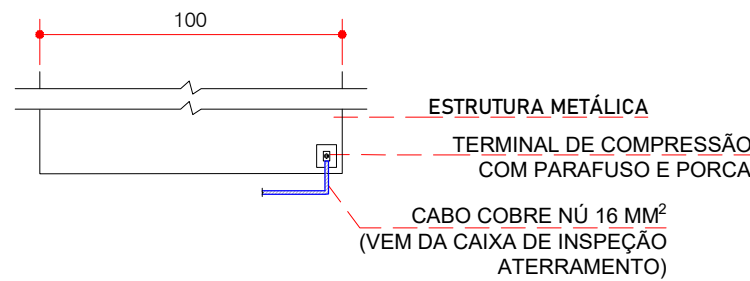 100
ESTRUTURA METÁLICA
TERMINAL DE COMPRESSÃO
COM PARAFUSO E PORCA
CABO COBRE NÚ 16 MM²
(VEM DA CAIXA DE INSPEÇÃO
ATERRAMENTO)